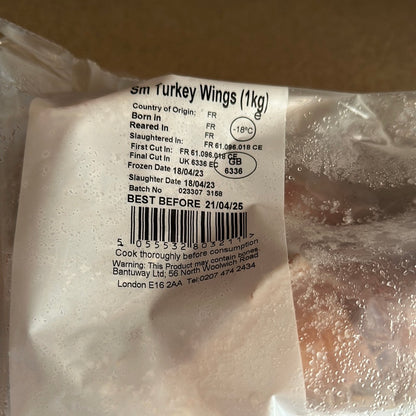 Sm Turkey Wings (1kg)
e
Country of Origin: FR
Born in FR
Reared In FR
-18°C
Slaughtered In: FR 61.096.018 CE
First Cut In: FR 61.096.018 CE
Final Cut In UK 6336 EC
GB
6336
Frozen Date 18/04/23
Slaughter Date 18/04/23
Batch No 023307 3158
BEST BEFORE 21/04/25
Cook thoroughly before consumption
Warning: This Product may contain bones
Bantuway Ltd; 56 North Woolwich Road
London E16 2AA Tel:0207 474 2434